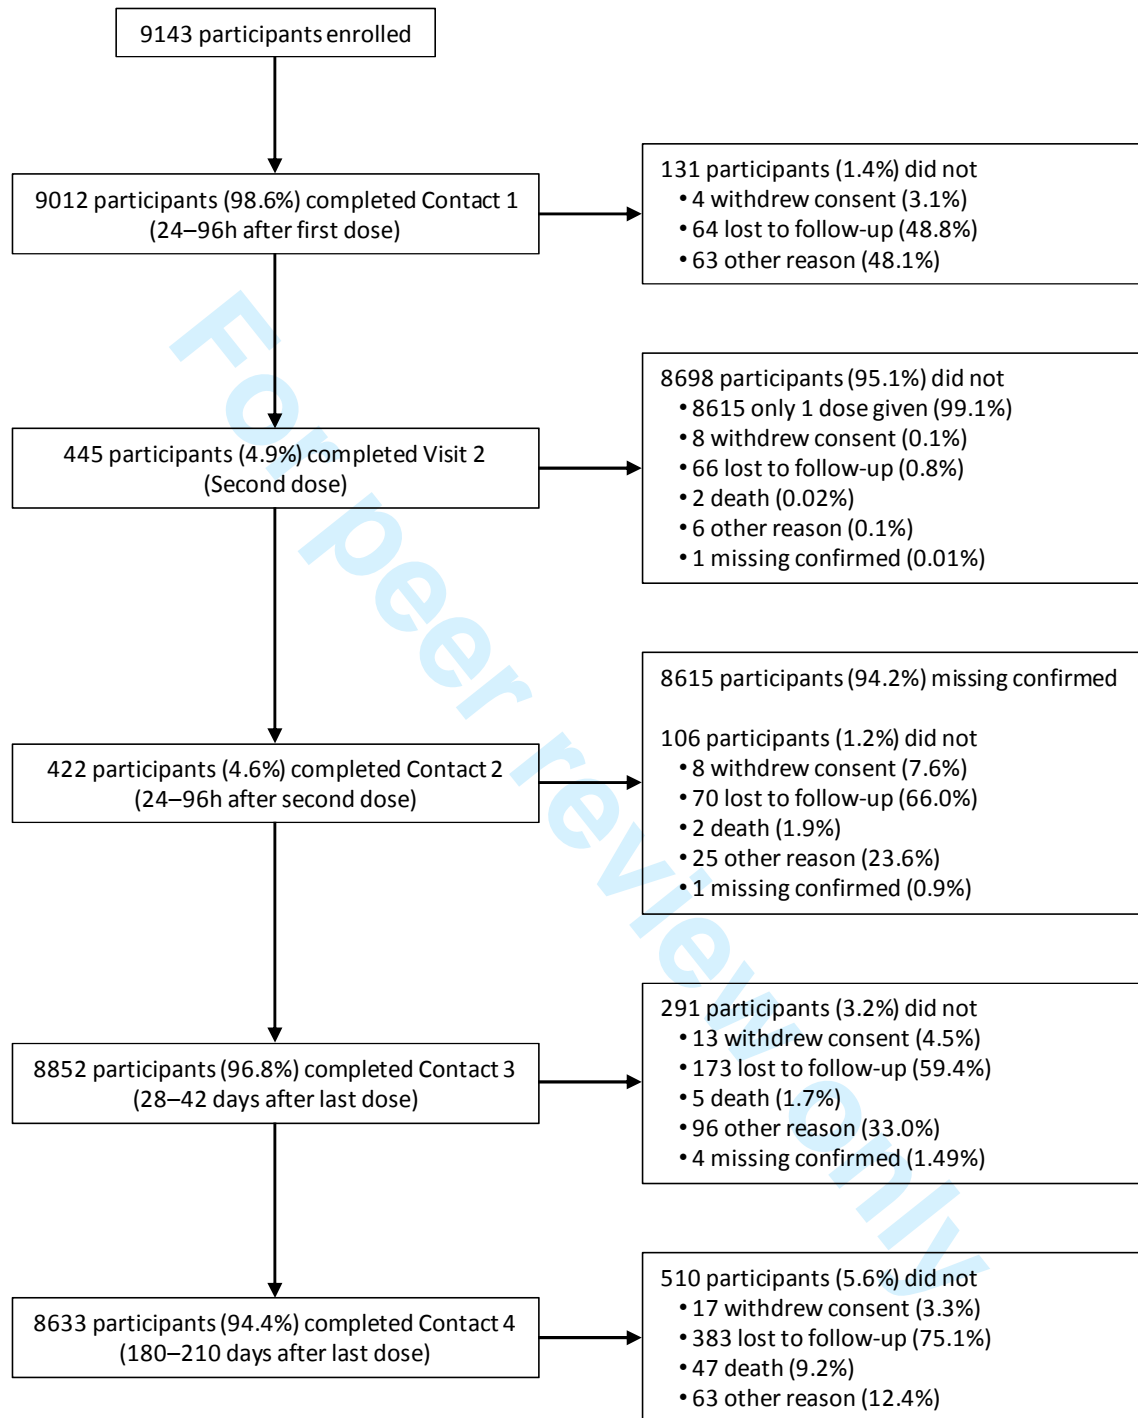 9143 participants enrolled
9012 participants (98.6%) completed Contact 1
(24–96h after first dose)
131 participants (1.4%) did not
• 4 withdrew consent (3.1%)
• 64 lost to follow-up (48.8%)
• 63 other reason (48.1%)
445 participants (4.9%) completed Visit 2
(Second dose)
8698 participants (95.1%) did not
• 8615 only 1 dose given (99.1%)
• 8 withdrew consent (0.1%)
• 66 lost to follow-up (0.8%)
• 2 death (0.02%)
• 6 other reason (0.1%)
• 1 missing confirmed (0.01%)
422 participants (4.6%) completed Contact 2
(24–96h after second dose)
8615 participants (94.2%) missing confirmed
106 participants (1.2%) did not
• 8 withdrew consent (7.6%)
• 70 lost to follow-up (66.0%)
• 2 death (1.9%)
• 25 other reason (23.6%)
• 1 missing confirmed (0.9%)
8852 participants (96.8%) completed Contact 3
(28–42 days after last dose)
291 participants (3.2%) did not
• 13 withdrew consent (4.5%)
• 173 lost to follow-up (59.4%)
• 5 death (1.7%)
• 96 other reason (33.0%)
• 4 missing confirmed (1.49%)
8633 participants (94.4%) completed Contact 4
(180–210 days after last dose)
510 participants (5.6%) did not
• 17 withdrew consent (3.3%)
• 383 lost to follow-up (75.1%)
• 47 death (9.2%)
• 63 other reason (12.4%)
For peer review only